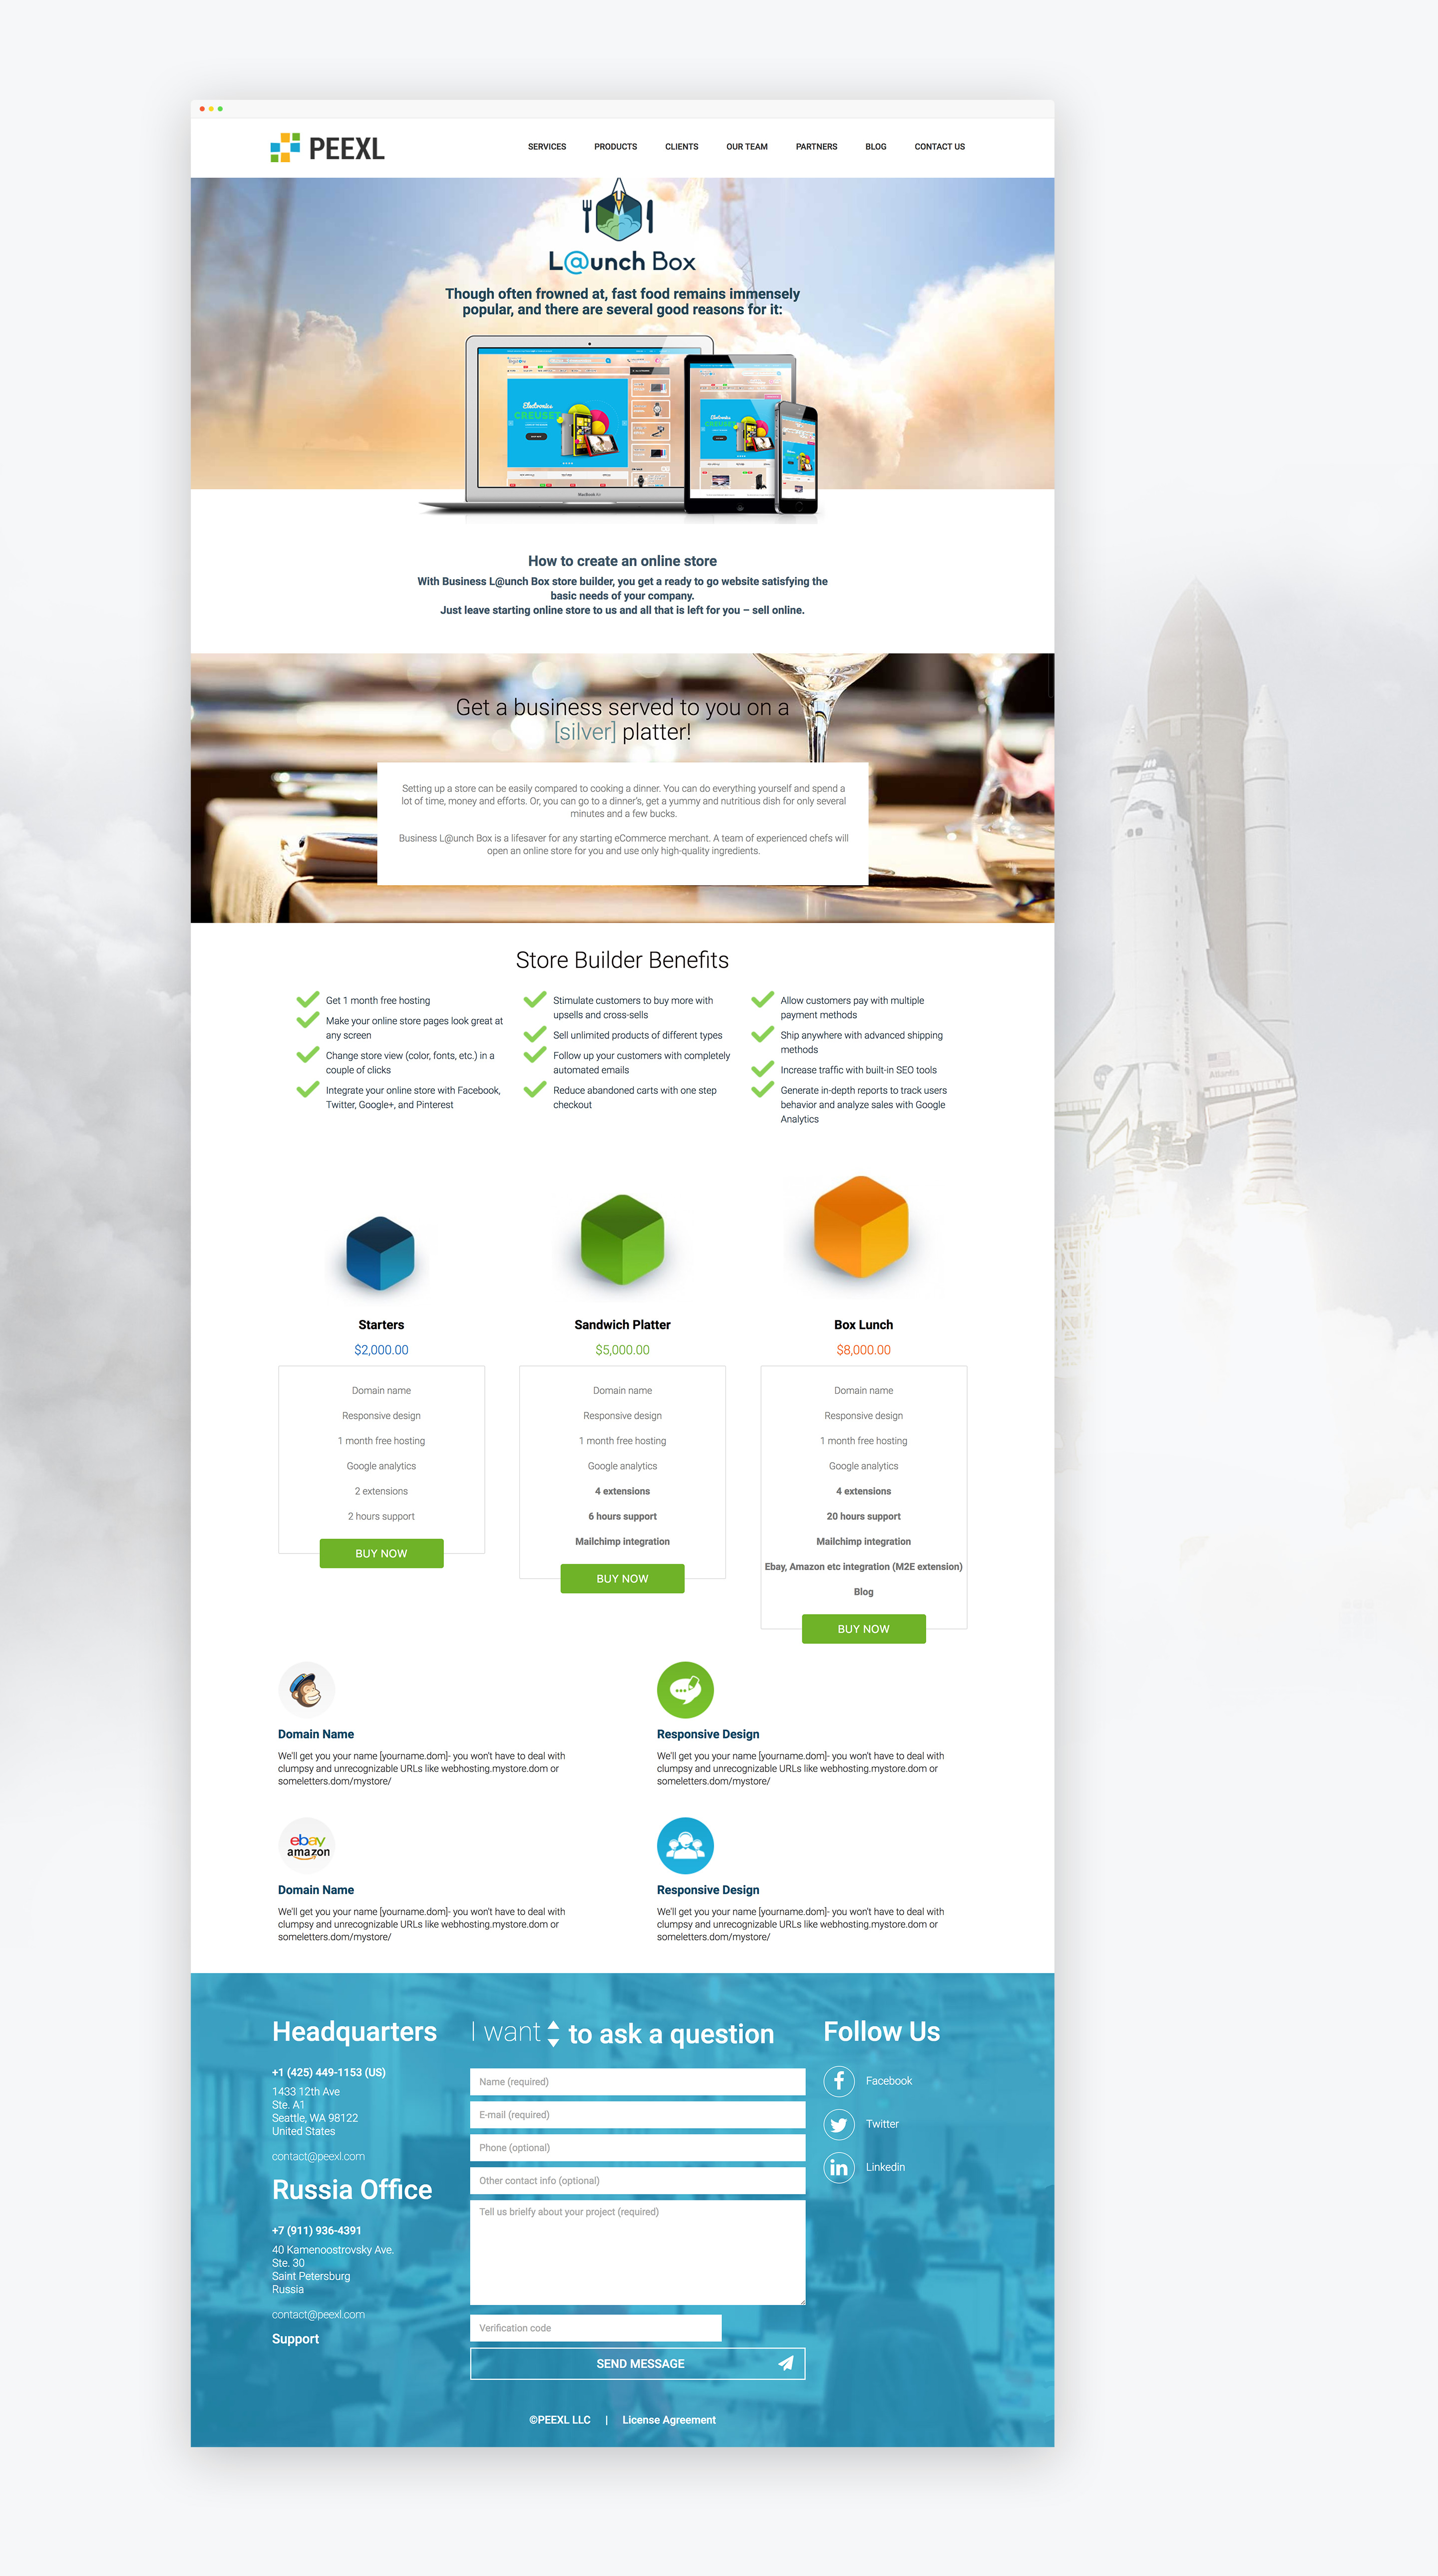 PEEXL
SERVICES PRODUCTS CLIENTS OUR TEAM PARTNERS BLOG CONTACT US
L@unch Box
Though often frowned at, fast food remains immensely
popular, and there are several good reasons for it:
Electronics
CREUSET
Electronics
CREUSET
MacBook Air
How to create an online store
With Business L@unch Box store builder, you get a ready to go website satisfying the
basic needs of your company.
Just leave starting online store to us and all that is left for you – sell online.
Get a business served to you on a
[silver] platter!
Setting up a store can be easily compared to cooking a dinner. You can do everything yourself and spend a
lot of time, money and efforts. Or, you can go to a dinner's, get a yummy and nutritious dish for only several
minutes and a few bucks.
Business L@unch Box is a lifesaver for any starting eCommerce merchant. A team of experienced chefs will
open an online store for you and use only high-quality ingredients.
Store Builder Benefits
Get 1 month free hosting
Make your online store pages look great at
any screen
Change store view (color, fonts, etc.) in a
couple of clicks
Integrate your online store with Facebook,
Twitter, Google+, and Pinterest
Stimulate customers to buy more with
upsells and cross-sells
Sell unlimited products of different types
Follow up your customers with completely
automated emails
Reduce abandoned carts with one step
checkout
Allow customers pay with multiple
payment methods
Ship anywhere with advanced shipping
methods
Increase traffic with built-in SEO tools
Generate in-depth reports to track users
behavior and analyze sales with Google
Analytics
Atlantis
Starters
$2,000.00
Domain name
Responsive design
1 month free hosting
Google analytics
2 extensions
2 hours support
BUY NOW
Sandwich Platter
$5,000.00
Domain name
Responsive design
1 month free hosting
Google analytics
4 extensions
6 hours support
Mailchimp integration
BUY NOW
Box Lunch
$8,000.00
Domain name
Responsive design
1 month free hosting
Google analytics
4 extensions
20 hours support
Mailchimp integration
Ebay, Amazon etc integration (M2E extension)
Blog
BUY NOW
Domain Name
We'll get you your name [yourname.dom]- you won't have to deal with
clumpsy and unrecognizable URLs like webhosting.mystore.dom or
someletters.dom/mystore/
Responsive Design
We'll get you your name [yourname.dom]- you won't have to deal with
clumpsy and unrecognizable URLs like webhosting.mystore.dom or
someletters.dom/mystore/
ebay
amazon
Domain Name
We'll get you your name [yourname.dom]- you won't have to deal with
clumpsy and unrecognizable URLs like webhosting.mystore.dom or
someletters.dom/mystore/
Responsive Design
We'll get you your name [yourname.dom]- you won't have to deal with
clumpsy and unrecognizable URLs like webhosting.mystore.dom or
someletters.dom/mystore/
Headquarters
+1 (425) 449-1153 (US)
1433 12th Ave
Ste. A1
Seattle, WA 98122
United States
contact@peexl.com
Russia Office
+7 (911) 936-4391
40 Kamenoostrovsky Ave.
Ste. 30
Saint Petersburg
Russia
contact@peexl.com
Support
I want to ask a question
Name (required)
E-mail (required)
Phone (optional)
Other contact info (optional)
Tell us brielfy about your project (required)
Verification code
SEND MESSAGE
Follow Us
Facebook
Twitter
Linkedin
©PEEXL LLC | License Agreement